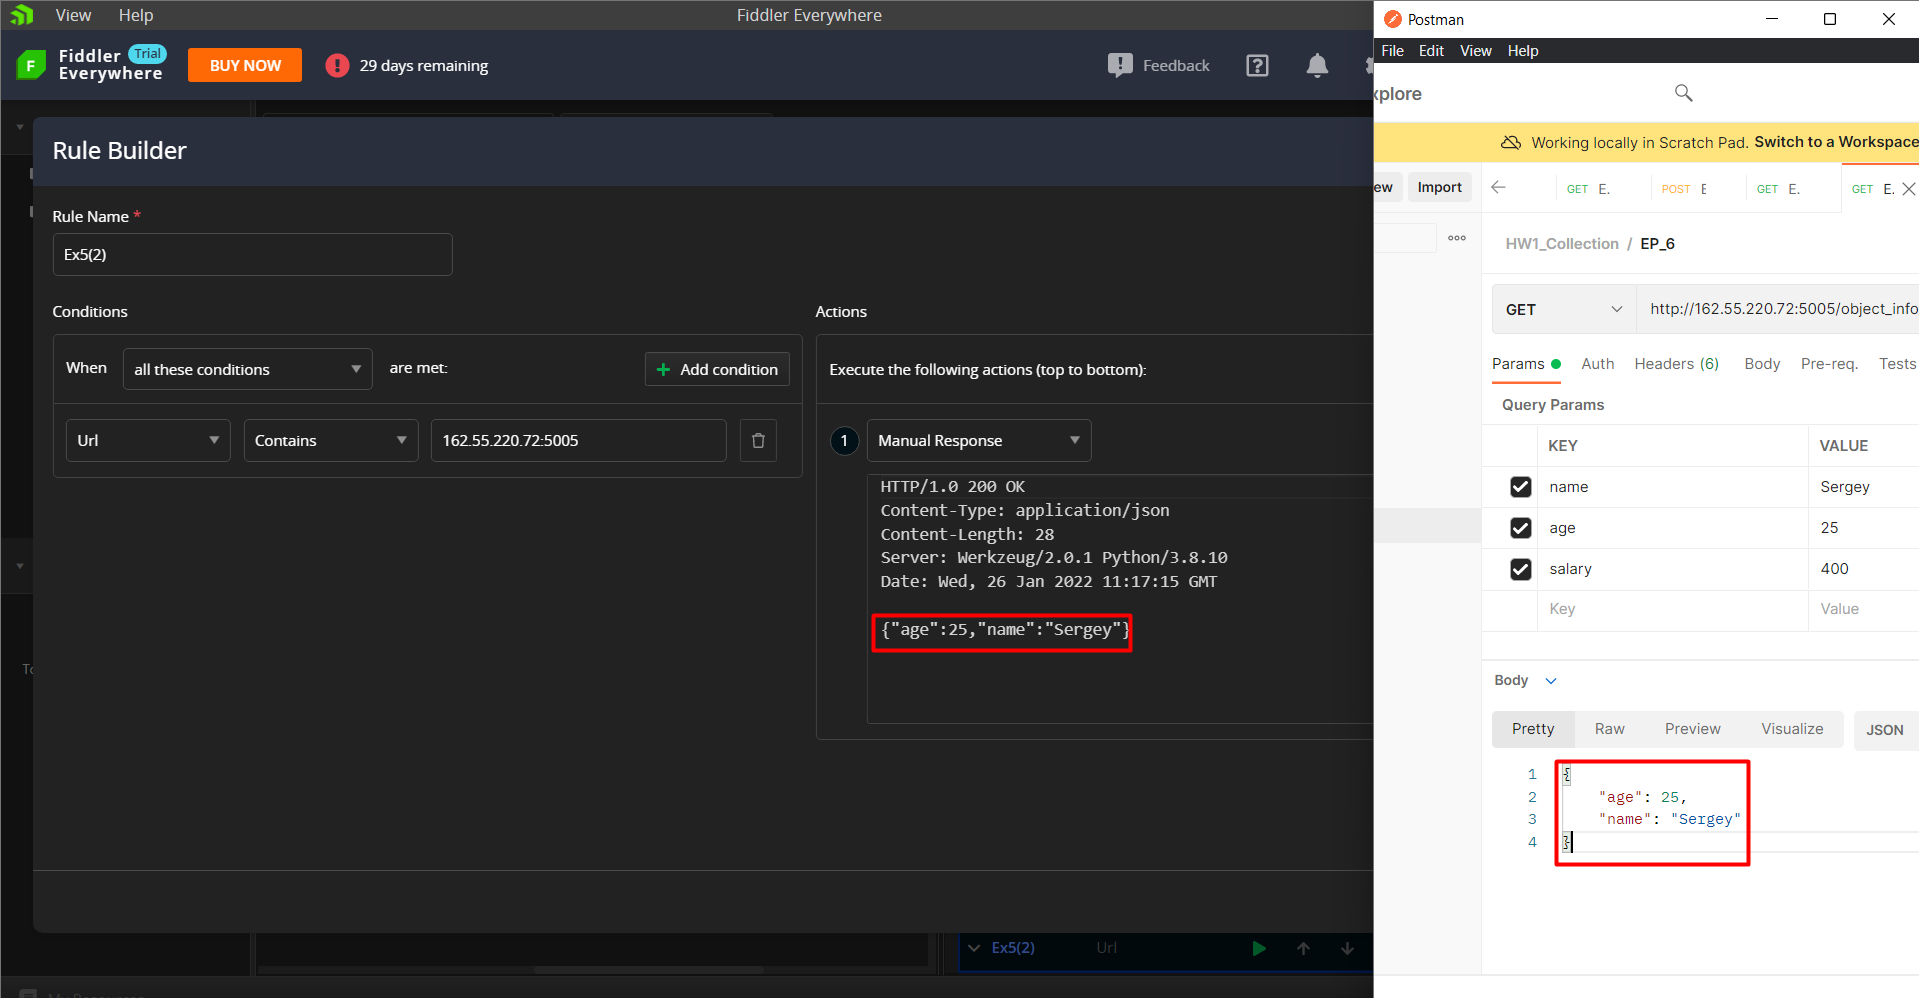 View Help
Fiddler Everywhere
Fiddler Trial
Everywhere
BUY NOW
29 days remaining
Feedback
Rule Builder
Rule Name *
Ex5(2)
Conditions
When all these conditions are met:
Add condition
Url Contains 162.55.220.72:5005
Actions
Execute the following actions (top to bottom):
1 Manual Response
HTTP/1.0 200 OK
Content-Type: application/json
Content-Length: 28
Server: Werkzeug/2.0.1 Python/3.8.10
Date: Wed, 26 Jan 2022 11:17:15 GMT
{"age":25,"name":"Sergey"}
Ex5(2) Url
Postman
File Edit View Help
xplore
Working locally in Scratch Pad. Switch to a Workspace
ew Import
GET E. POST E GET E. GET E.
HW1_Collection / EP_6
GET http://162.55.220.72:5005/object_info
Params Auth Headers (6) Body Pre-req. Tests
Query Params
KEY VALUE
name Sergey
age 25
salary 400
Key Value
Body
Pretty Raw Preview Visualize JSON
1 {
2 "age": 25,
3 "name": "Sergey"
4 }